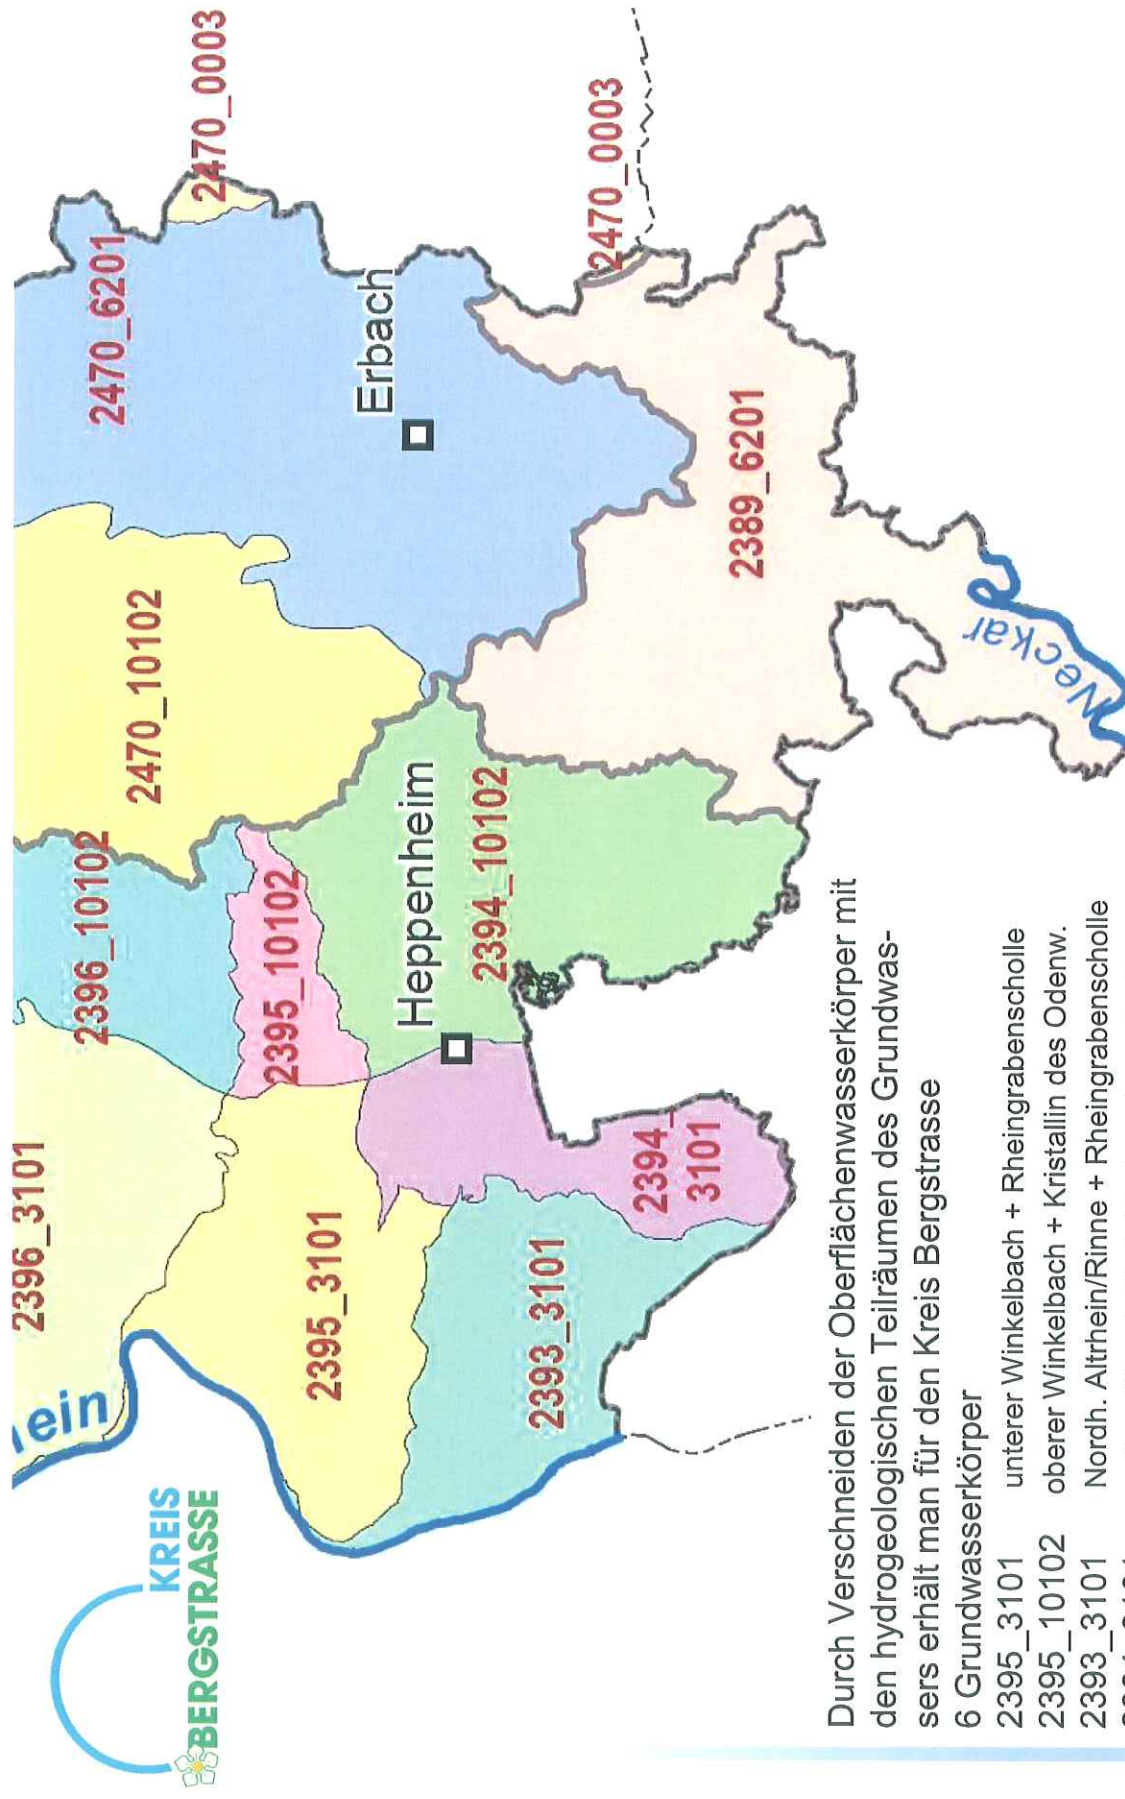 KREIS
BERGSTRASSE
2396_3101
2396_10102
2470_10102
2470_6201
2470_0003
2395_3101
2395_10102
Heppenheim
2394_10102
Erbach
2470_0003
2393_3101
2394_
3101
2389_6201
Neckar
Durch Verschneiden der Oberflächenwasserkörper mit
den hydrogeologischen Teilräumen des Grundwas-
sers erhält man für den Kreis Bergstrasse
6 Grundwasserkörper
2395_3101 unterer Winkelbach + Rheingrabenscholle
2395_10102 oberer Winkelbach + Kristallin des Odenw.
2393_3101 Nordh. Altrhein/Rinne + Rheingrabenscholle